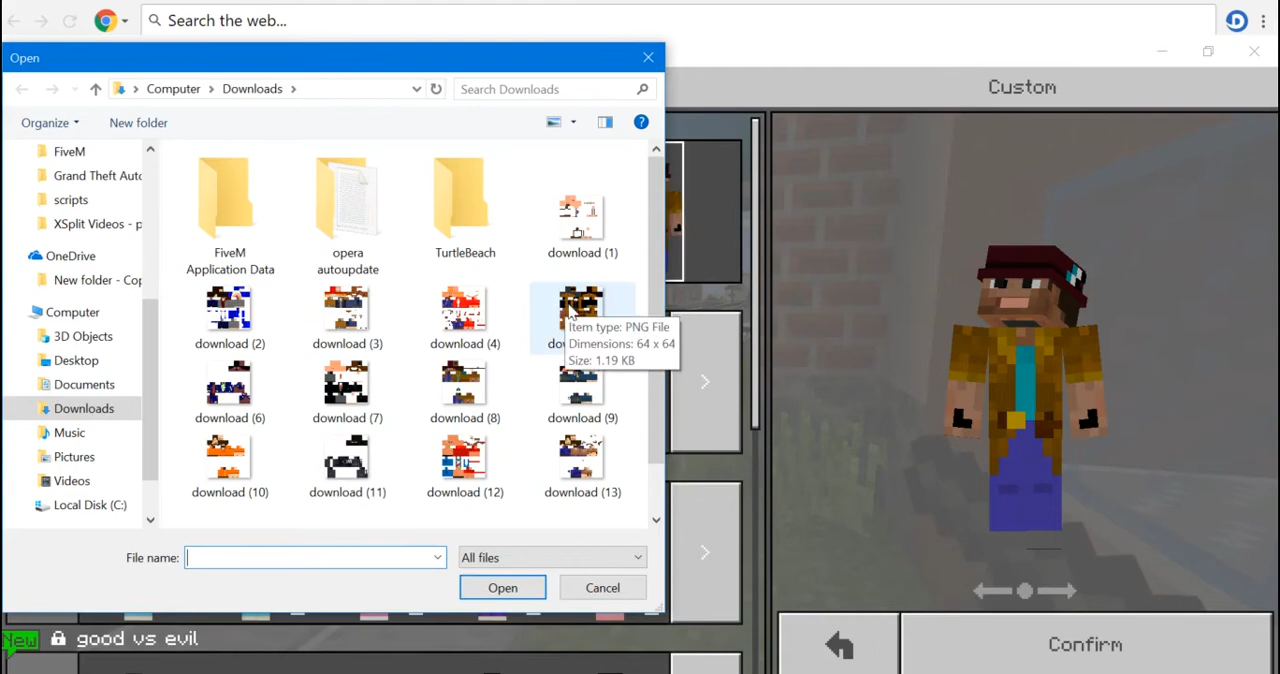 Search the web...
Open
Computer
Downloads
Search Downloads
Custom
Organize
New folder
FiveM
Grand Theft Auto
scripts
XSplit Videos - p
OneDrive
New folder - Cop
Computer
3D Objects
Desktop
Documents
Downloads
Music
Pictures
Videos
Local Disk (C:)
FiveM
Application Data
opera
autoupdate
TurtleBeach
download (1)
download (2)
download (3)
download (4)
Item type: PNG File
Dimensions: 64 x 64
Size: 1.19 KB
download (6)
download (7)
download (8)
download (9)
download (10)
download (11)
download (12)
download (13)
File name:
All files
Open
Cancel
New
good vs evil
Confirm